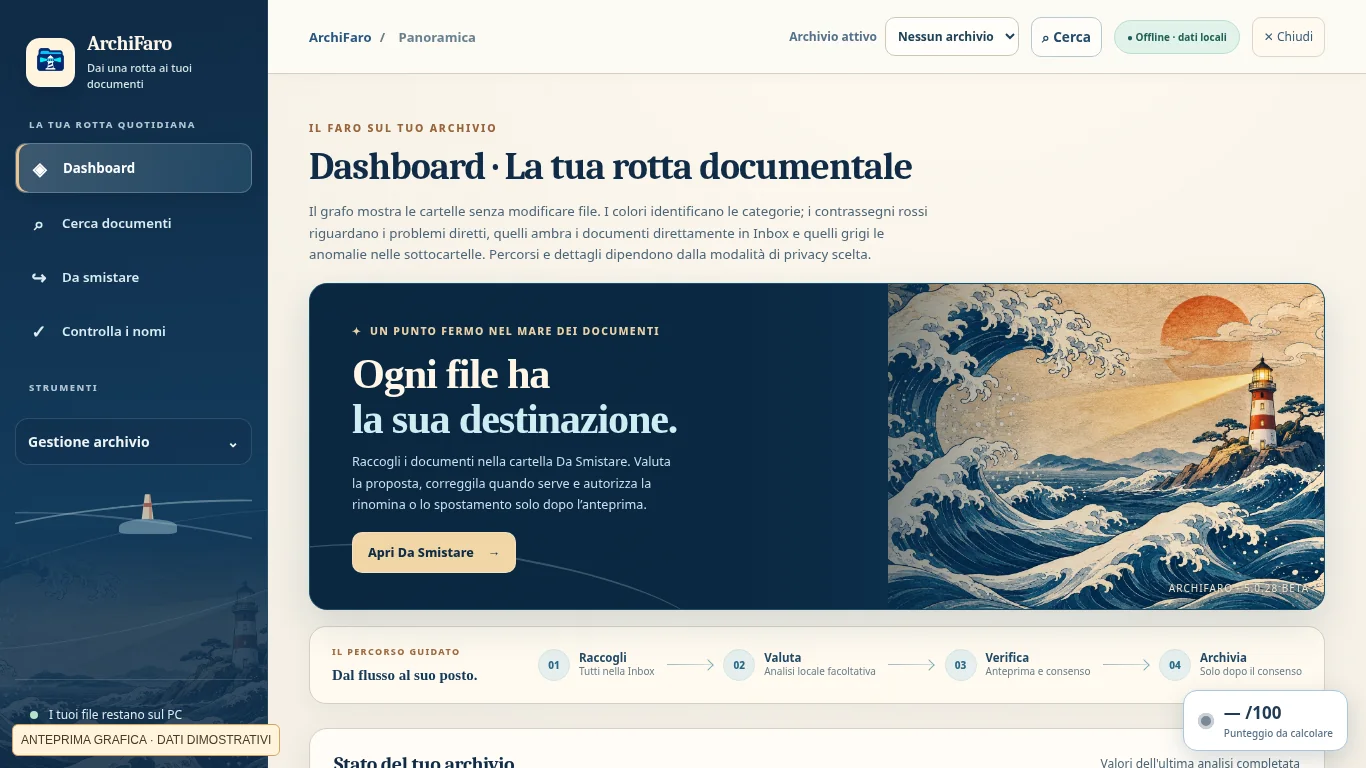 ArchiFaro
Dai una rotta ai tuoi
documenti
LA TUA ROTTA QUOTIDIANA
Dashboard
Cerca documenti
Da smistare
Controlla i nomi
STRUMENTI
Gestione archivio
I tuoi file restano sul PC
ANTEPRIMA GRAFICA · DATI DIMOSTRATIVI
ArchiFaro / Panoramica
Archivio attivo
Nessun archivio
Cerca
● Offline · dati locali
✕ Chiudi
IL FARO SUL TUO ARCHIVIO
Dashboard · La tua rotta documentale
Il grafo mostra le cartelle senza modificare file. I colori identificano le categorie; i contrassegni rossi
riguardano i problemi diretti, quelli ambra i documenti direttamente in Inbox e quelli grigi le
anomalie nelle sottocartelle. Percorsi e dettagli dipendono dalla modalità di privacy scelta.
✦ UN PUNTO FERMO NEL MARE DEI DOCUMENTI
Ogni file ha
la sua destinazione.
Raccogli i documenti nella cartella Da Smistare. Valuta
la proposta, correggila quando serve e autorizza la
rinomina o lo spostamento solo dopo l’anteprima.
Apri Da Smistare →
ARCHIFARO · 5.0.28 BETA
IL PERCORSO GUIDATO
Dal flusso al suo posto.
01 Raccogli
Tutti nella Inbox
02 Valuta
Analisi locale facoltativa
03 Verifica
Anteprima e consenso
04 Archivia
Solo dopo il consenso
— /100
Punteggio da calcolare
Stato del tuo archivio
Valori dell'ultima analisi completata